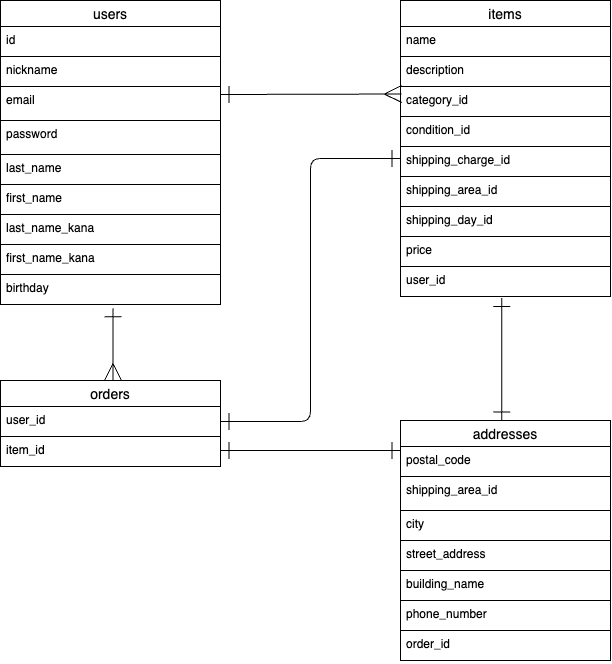 users
id
nickname
email
password
last_name
first_name
last_name_kana
first_name_kana
birthday
items
name
description
category_id
condition_id
shipping_charge_id
shipping_area_id
shipping_day_id
price
user_id
orders
user_id
item_id
addresses
postal_code
shipping_area_id
city
street_address
building_name
phone_number
order_id